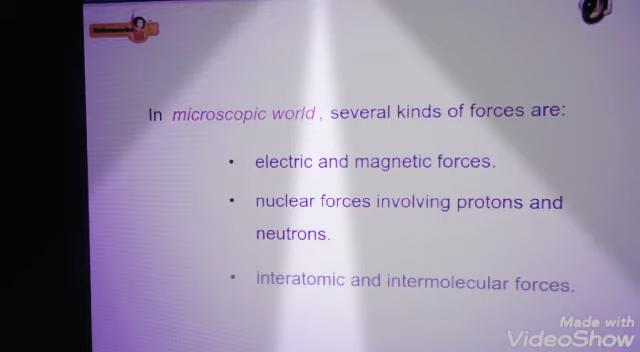 In microscopic world, several kinds of forces are:
• electric and magnetic forces.
• nuclear forces involving protons and
neutrons.
• interatomic and intermolecular forces.
Made with
VideoShow